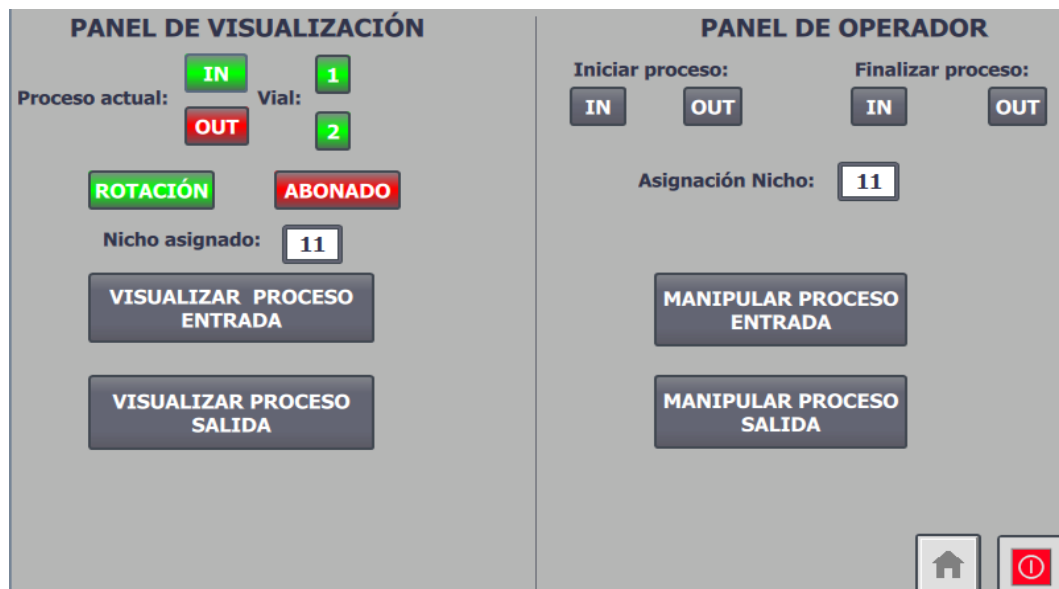 PANEL DE VISUALIZACIÓN
Proceso actual:
IN
OUT
Vial:
1
2
ROTACIÓN
ABONADO
Nicho asignado:
11
VISUALIZAR PROCESO
ENTRADA
VISUALIZAR PROCESO
SALIDA
PANEL DE OPERADOR
Iniciar proceso:
IN
OUT
Finalizar proceso:
IN
OUT
Asignación Nicho:
11
MANIPULAR PROCESO
ENTRADA
MANIPULAR PROCESO
SALIDA